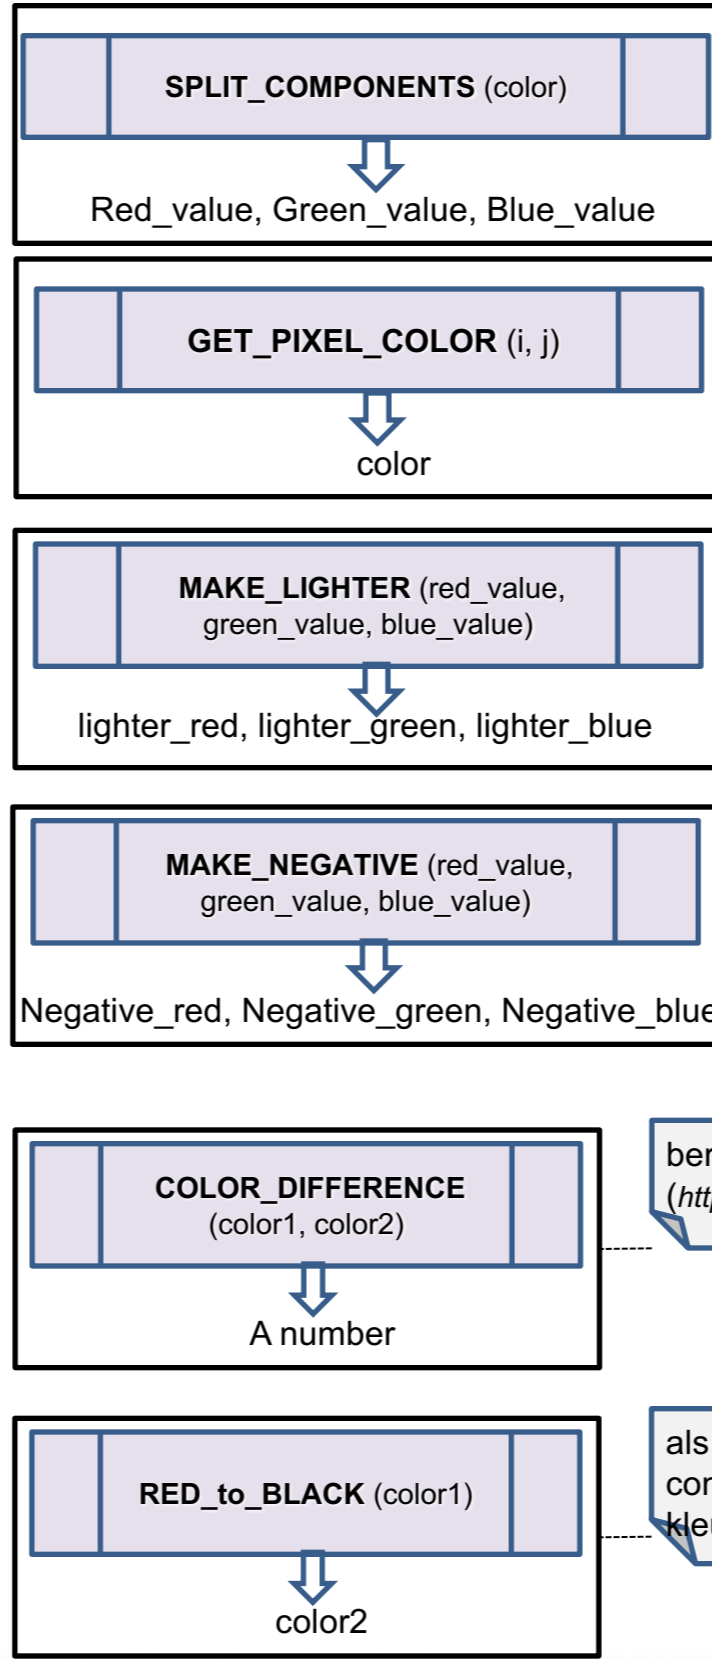 SPLIT_COMPONENTS (color)
Red_value, Green_value, Blue_value
GET_PIXEL_COLOR (i, j)
color
MAKE_LIGHTER (red_value,
green_value, blue_value)
lighter_red, lighter_green, lighter_blue
MAKE_NEGATIVE (red_value,
green_value, blue_value)
Negative_red, Negative_green, Negative_blue
COLOR_DIFFERENCE
(color1, color2)
A number
RED_to_BLACK (color1)
als
color2